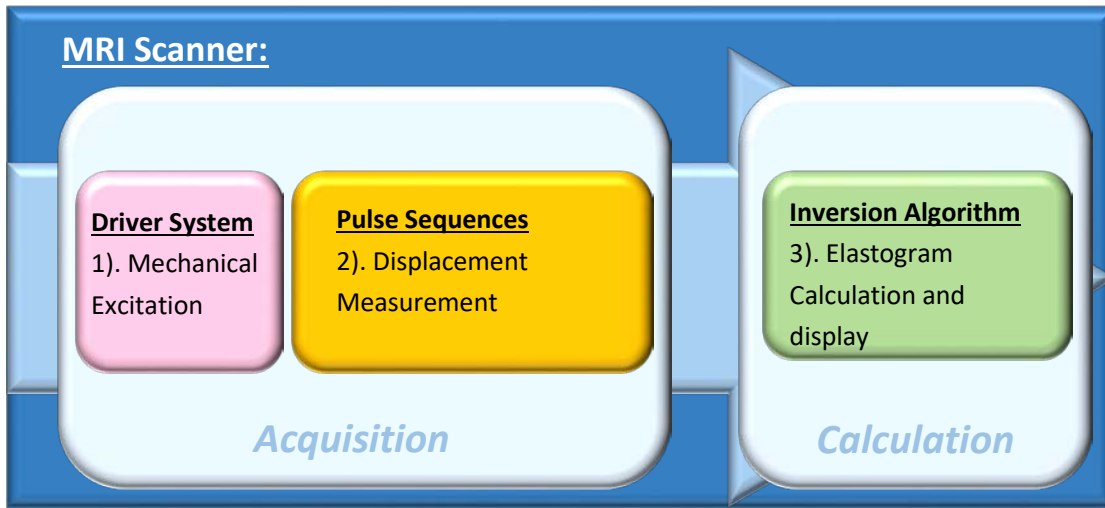 MRI Scanner:
Driver System
1). Mechanical
Excitation
Pulse Sequences
2). Displacement
Measurement
Acquisition
Inversion Algorithm
3). Elastogram
Calculation and
display
Calculation